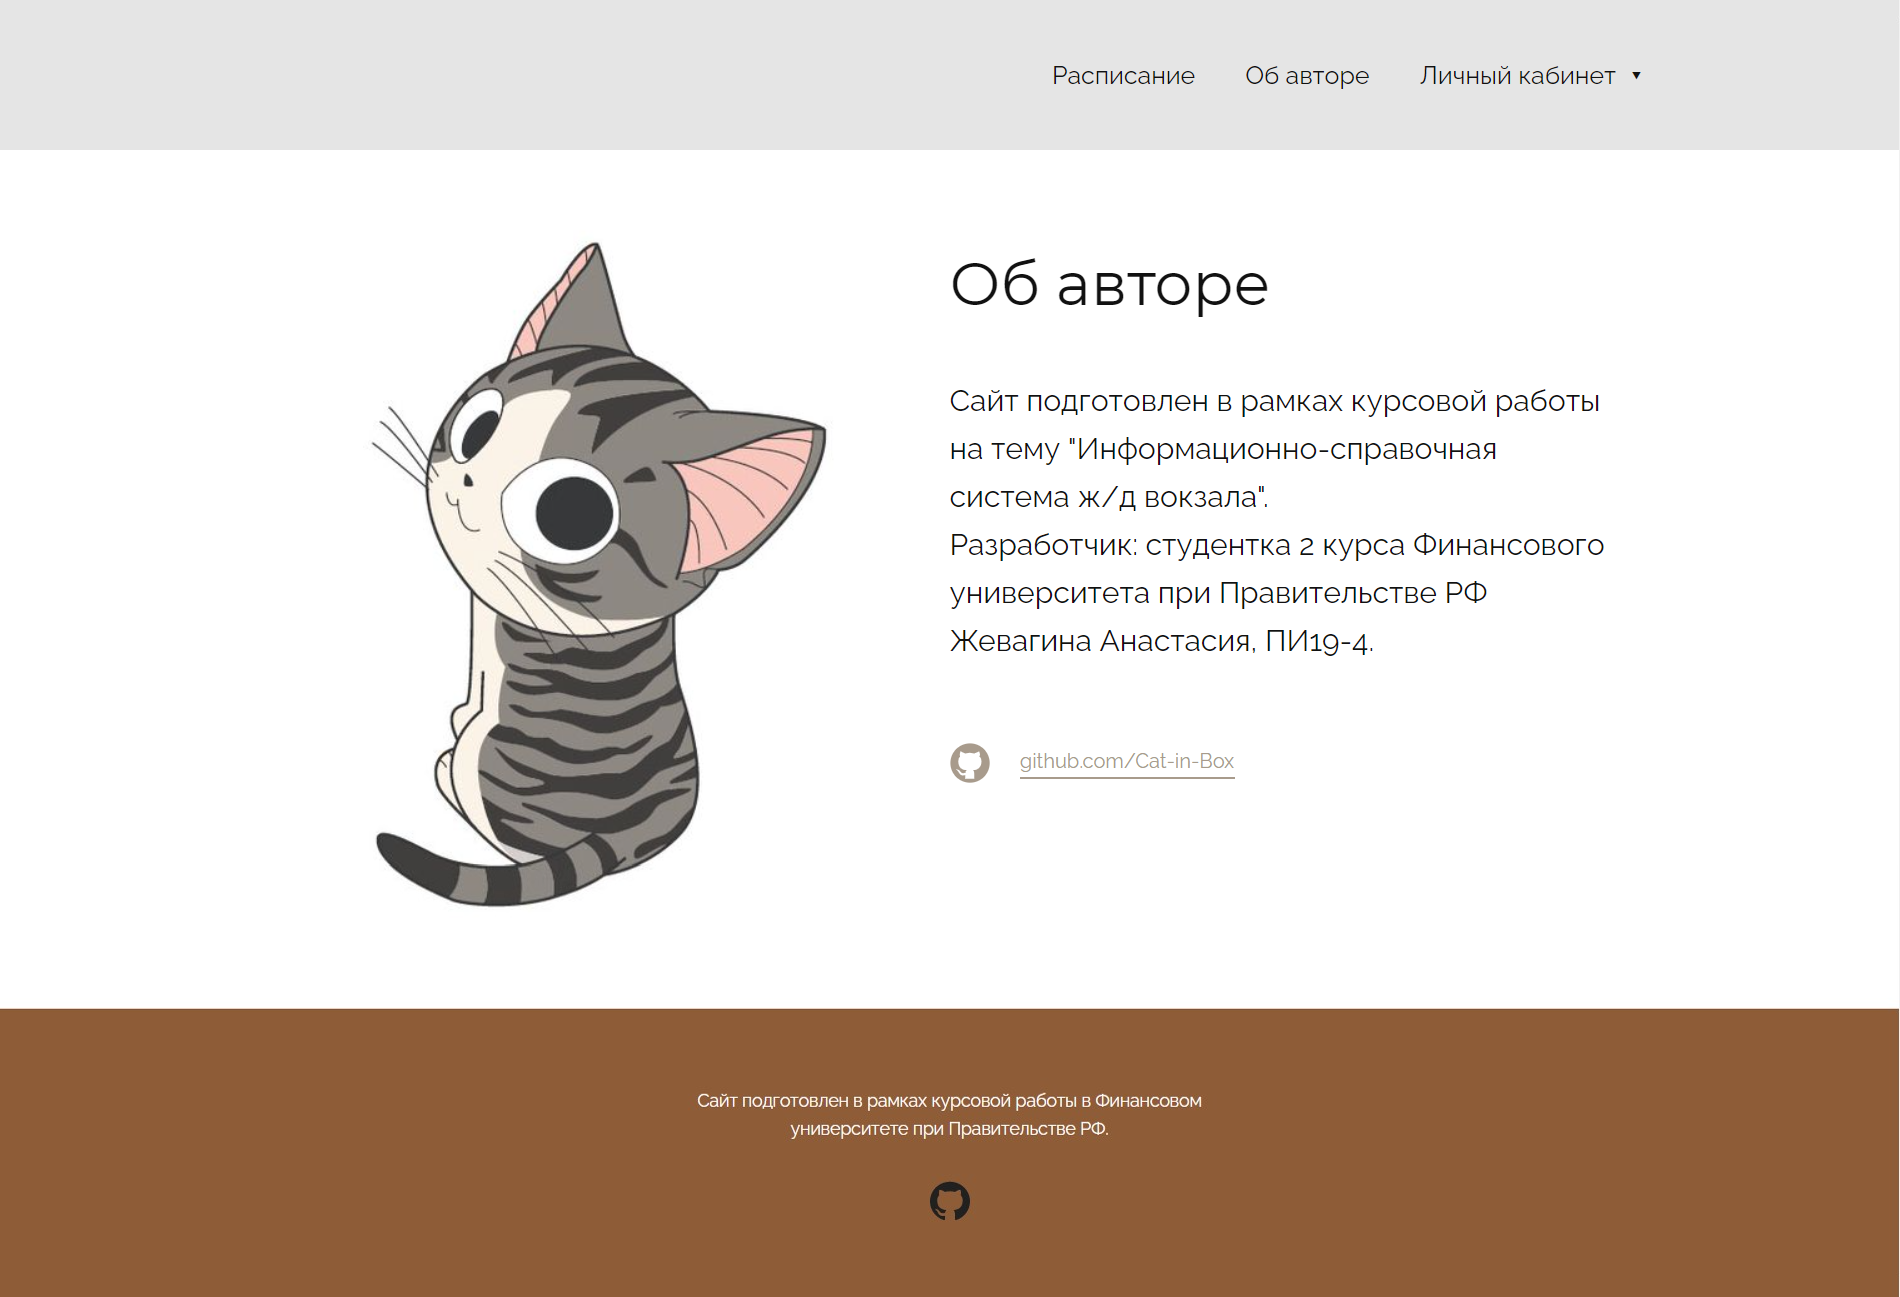 Расписание Об авторе Личный кабинет ▼
Об авторе
Сайт подготовлен в рамках курсовой работы
на тему "Информационно-справочная
система ж/д вокзала".
Разработчик: студентка 2 курса Финансового
университета при Правительстве РФ
Жевагина Анастасия, ПИ19-4.
github.com/Cat-in-Box
Сайт подготовлен в рамках курсовой работы в Финансовом
университете при Правительстве РФ.